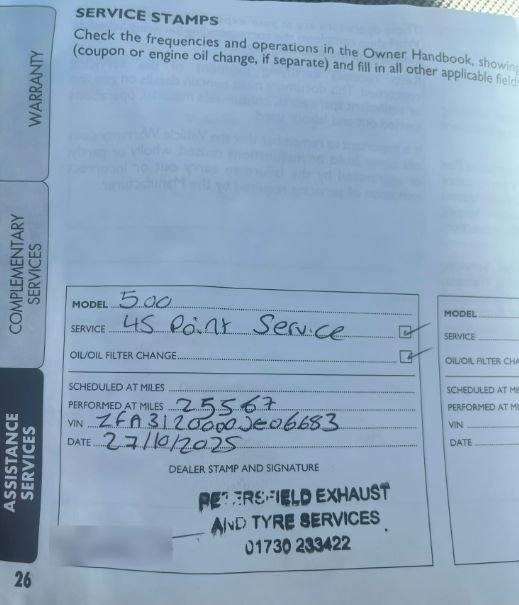 SERVICE STAMPS
Check the frequencies and operations in the Owner Handbook, showing
(coupon or engine oil change, if separate) and fill in all other applicable field
WARRANTY
COMPLEMENTARY
SERVICES
ASSISTANCE
SERVICES
MODEL 500
SERVICE 45 Point Service
OIL/OIL FILTER CHANGE
SCHEDULED AT MILES
PERFORMED AT MILES 25567
VIN ZFA3120000JE06683
DATE 27/10/2025
DEALER STAMP AND SIGNATURE
PETERSFIELD EXHAUST
AND TYRE SERVICES
01730 233422
MODEL
SERVICE
OIL/OIL FILTER CHA
SCHEDULED AT MI
PERFORMED AT MI
VIN
DATE
26